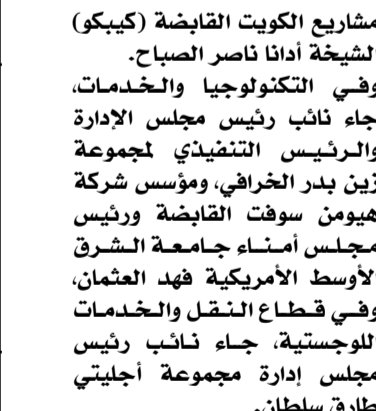 مشاريع الكويت القابضة (كيبكو)
الشيخة أدانا ناصر الصباح.
وفي التكنولوجيا والخدمات،
جاء نائب رئيس مجلس الإدارة
والرئيس التنفيذي لمجموعة
زين بدر الخرافي، ومؤسس شركة
هيومن سوفت القابضة ورئيس
مجلس أمناء جامعة الشرق
الأوسط الأمريكية فهد العثمان،
وفي قطاع النقل والخدمات
اللوجستية، جاء نائب رئيس
مجلس إدارة مجموعة أجليتي
طارق سلطان.